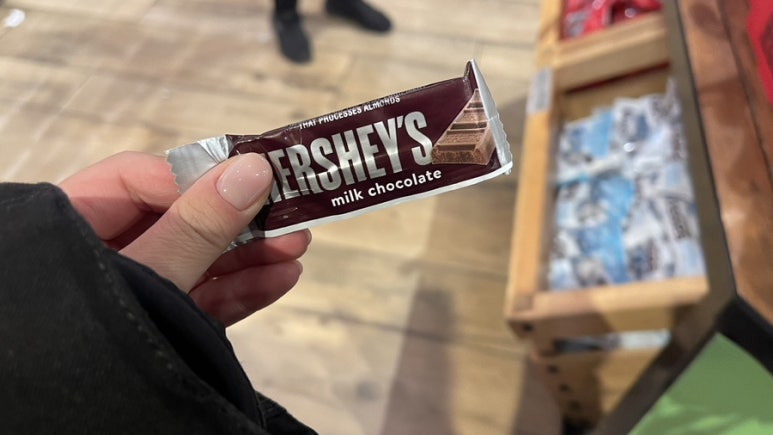 THAT PROCESSES ALMONDS
HERSHEY'S
milk chocolate